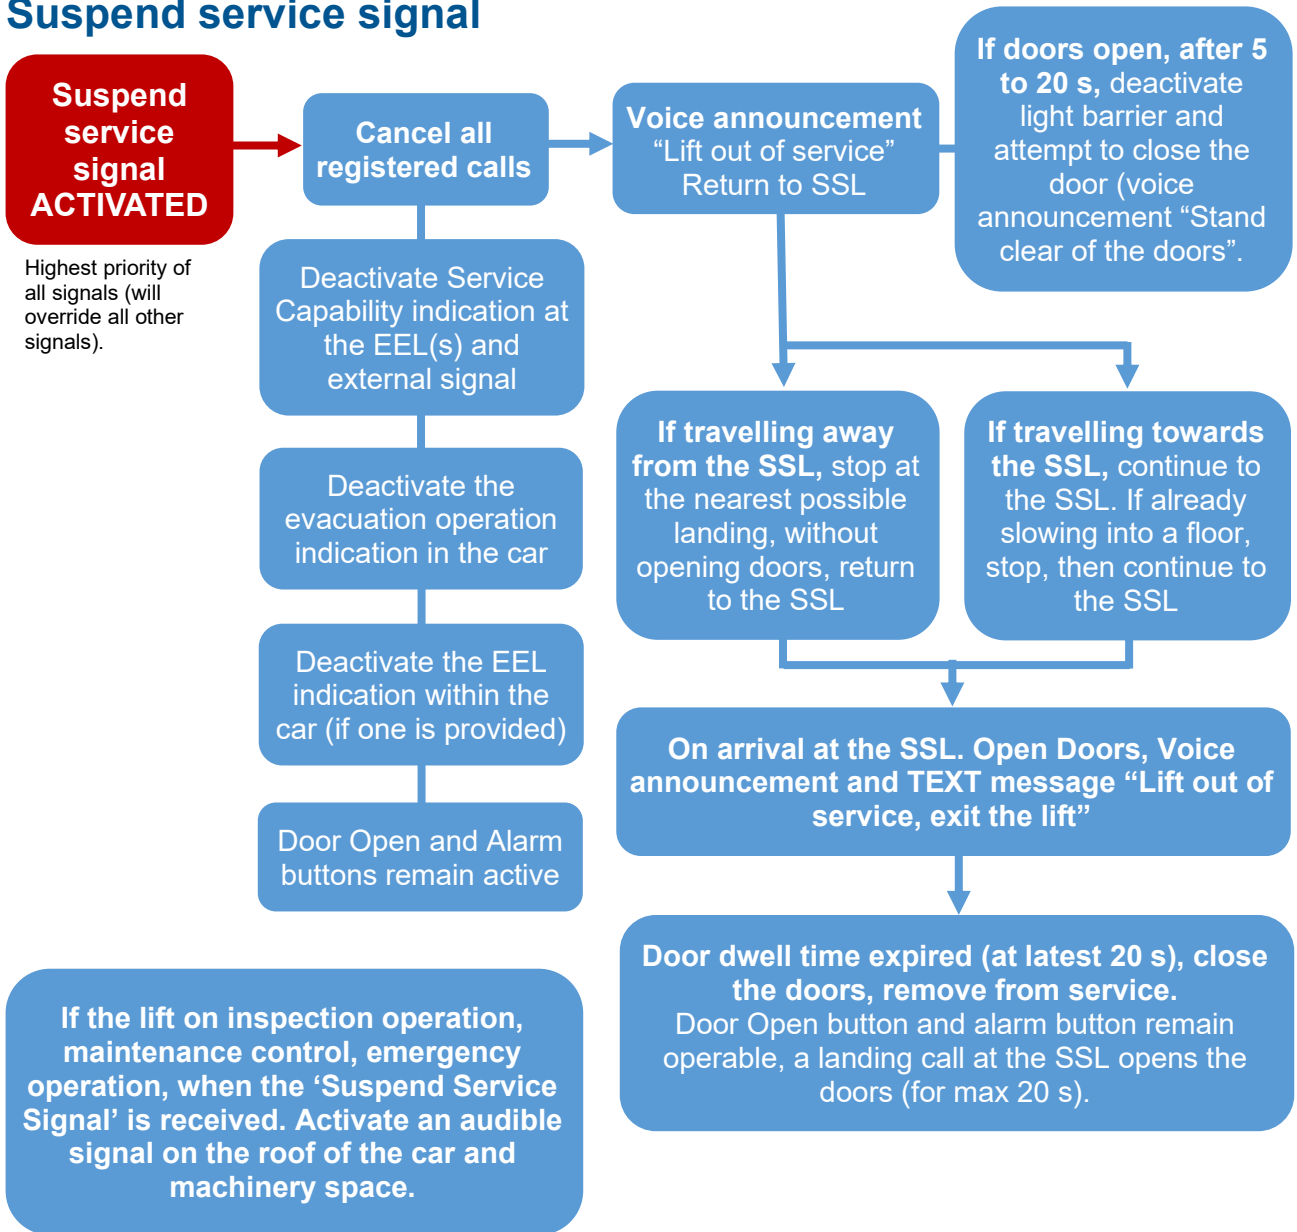 Suspend service signal
Suspend
service
signal
ACTIVATED
Highest priority of
all signals (will
override all other
signals).
Cancel all
registered calls
Deactivate Service
Capability indication at
the EEL(s) and
external signal
Deactivate the
evacuation operation
indication in the car
Deactivate the EEL
indication within the
car (if one is provided)
Door Open and Alarm
buttons remain active
Voice announcement
“Lift out of service”
Return to SSL
If doors open, after 5
to 20 s, deactivate
light barrier and
attempt to close the
door (voice
announcement “Stand
clear of the doors”.
If travelling away
from the SSL, stop at
the nearest possible
landing, without
opening doors, return
to the SSL
If travelling towards
the SSL, continue to
the SSL. If already
slowing into a floor,
stop, then continue to
the SSL
On arrival at the SSL. Open Doors, Voice
announcement and TEXT message “Lift out of
service, exit the lift”
Door dwell time expired (at latest 20 s), close
the doors, remove from service.
Door Open button and alarm button remain
operable, a landing call at the SSL opens the
doors (for max 20 s).
If the lift on inspection operation,
maintenance control, emergency
operation, when the ‘Suspend Service
Signal’ is received. Activate an audible
signal on the roof of the car and
machinery space.